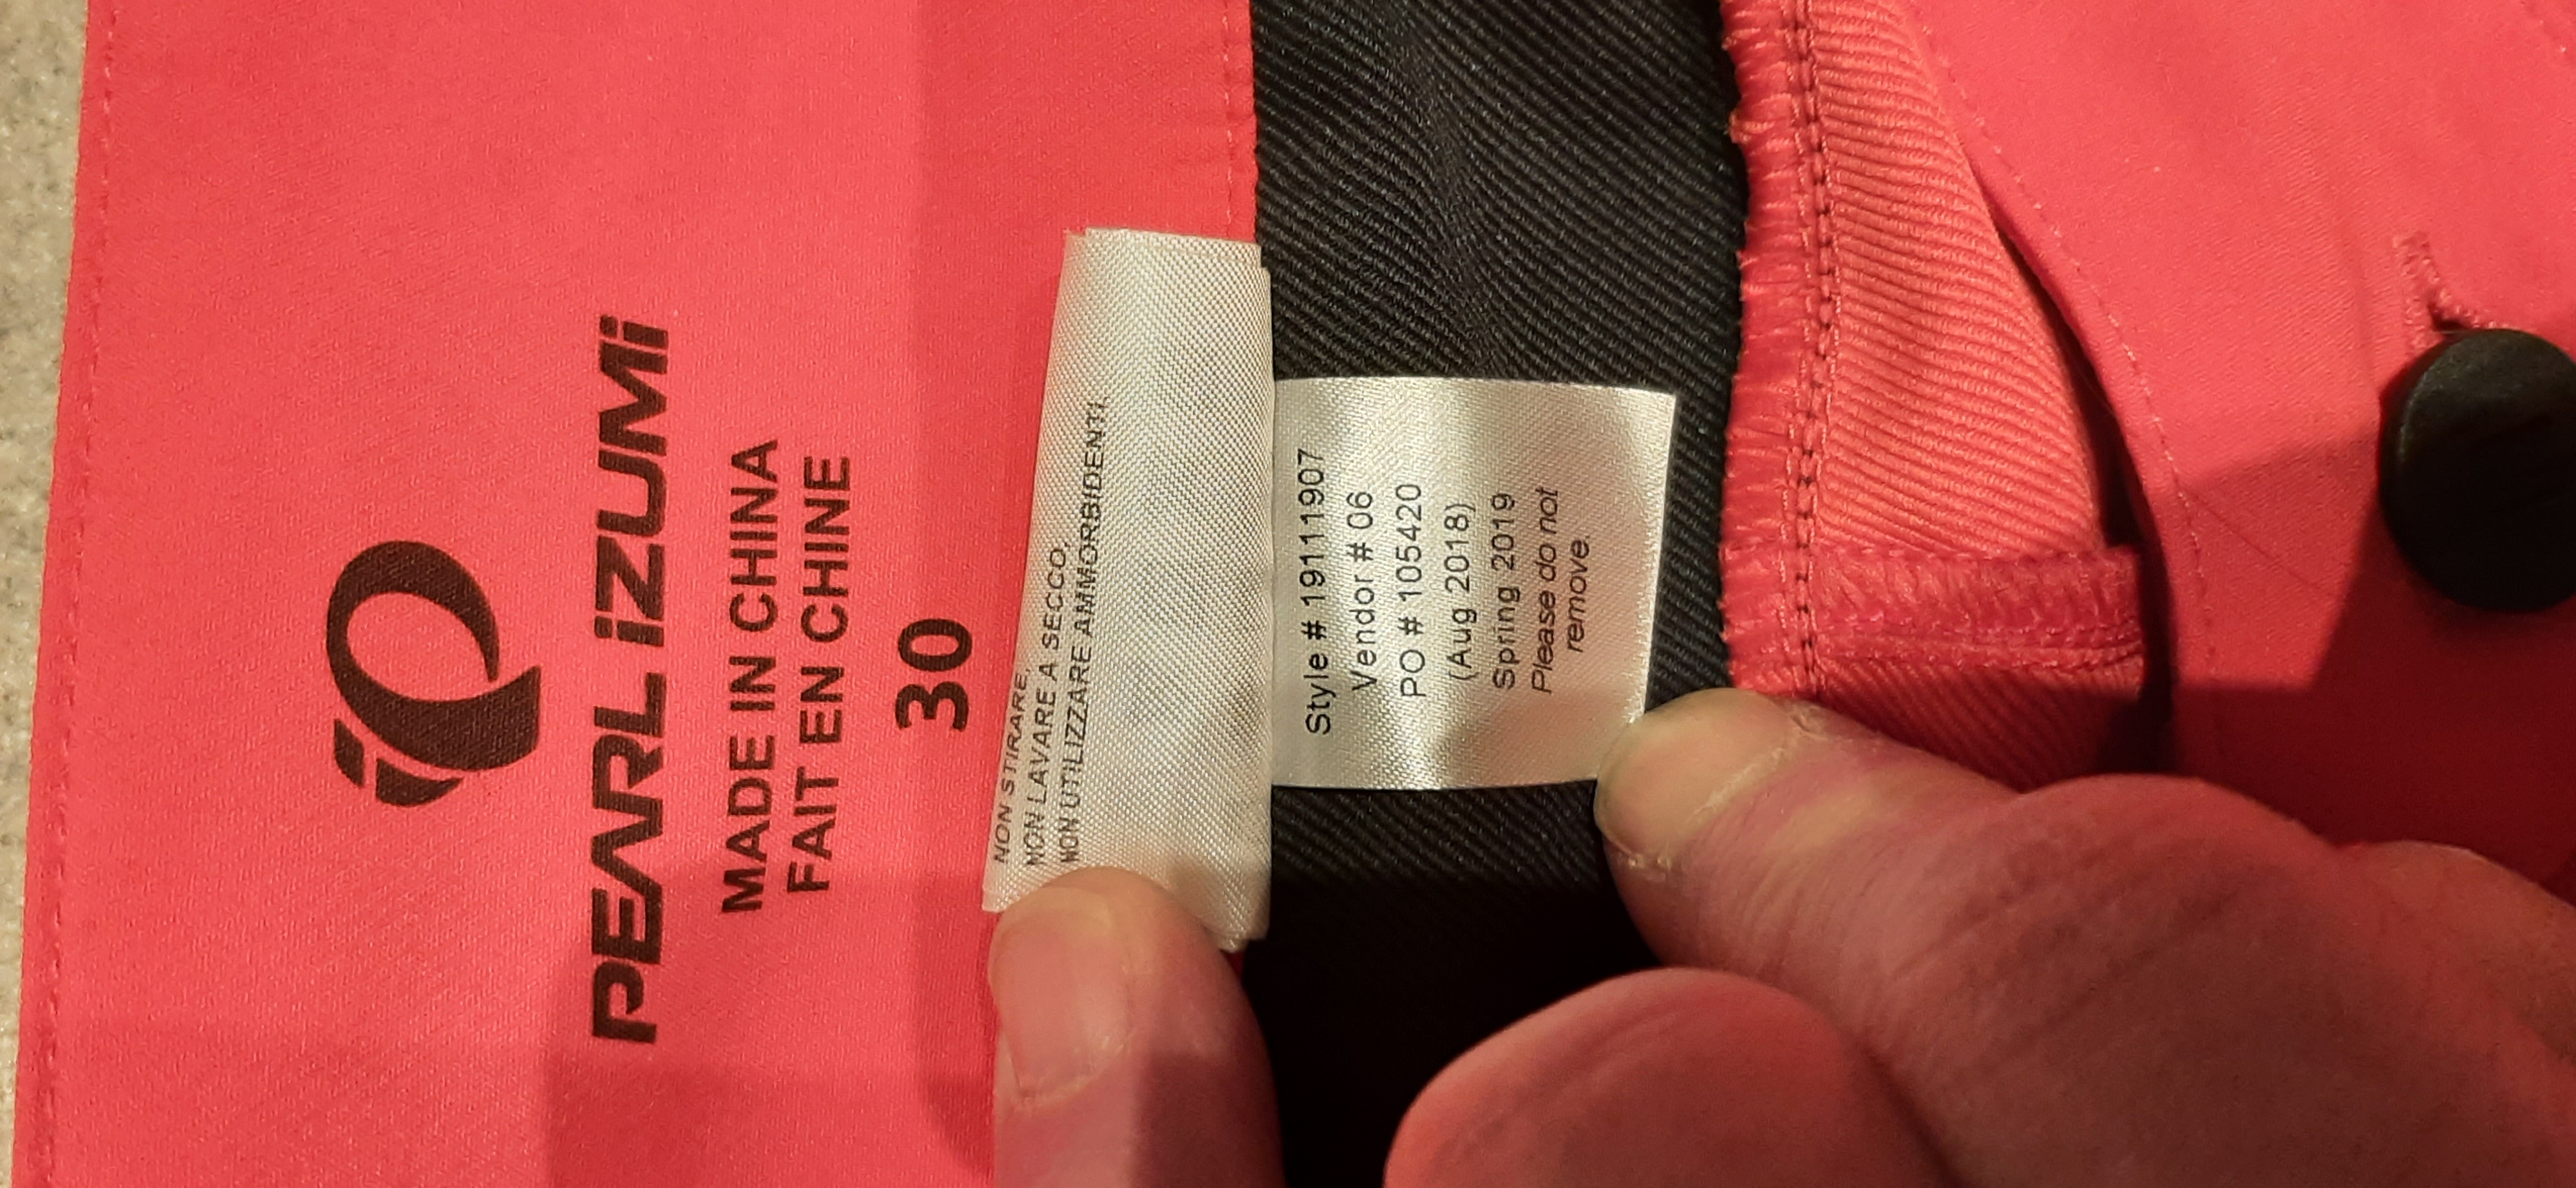 PEARL iZUMi
MADE IN CHINA
FAIT EN CHINE
30
NON STIRARE,
NON LAVARE A SECCO,
NON UTILIZZARE AMMORBIDENTI.
Style # 19111907
Vendor # 06
PO # 105420
(Aug 2018)
Spring 2019
Please do not
remove.